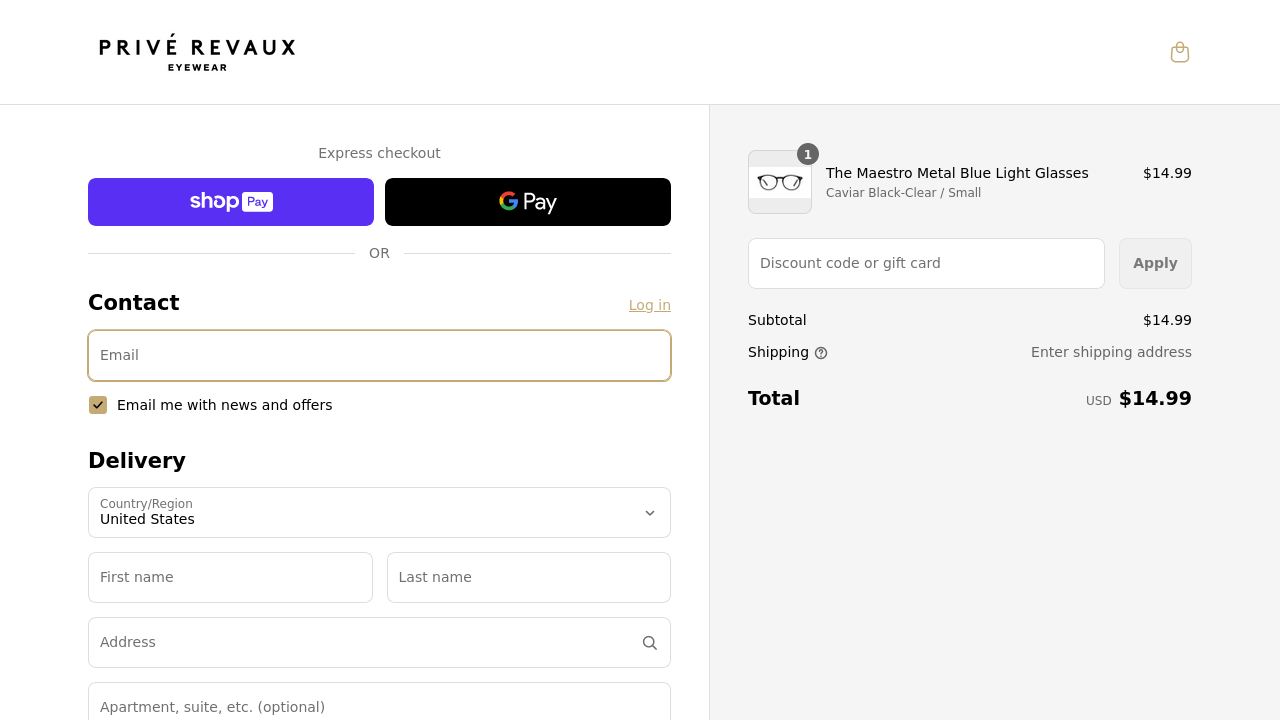 PRIVÉ REVAUX
EYEWEAR
Express checkout
shop Pay
G Pay
OR
Contact
Log in
Email
Email me with news and offers
Delivery
Country/Region
United States
First name
Last name
Address
Apartment, suite, etc. (optional)
1
The Maestro Metal Blue Light Glasses
$14.99
Caviar Black-Clear / Small
Discount code or gift card
Apply
Subtotal
$14.99
Shipping
Enter shipping address
Total
USD $14.99